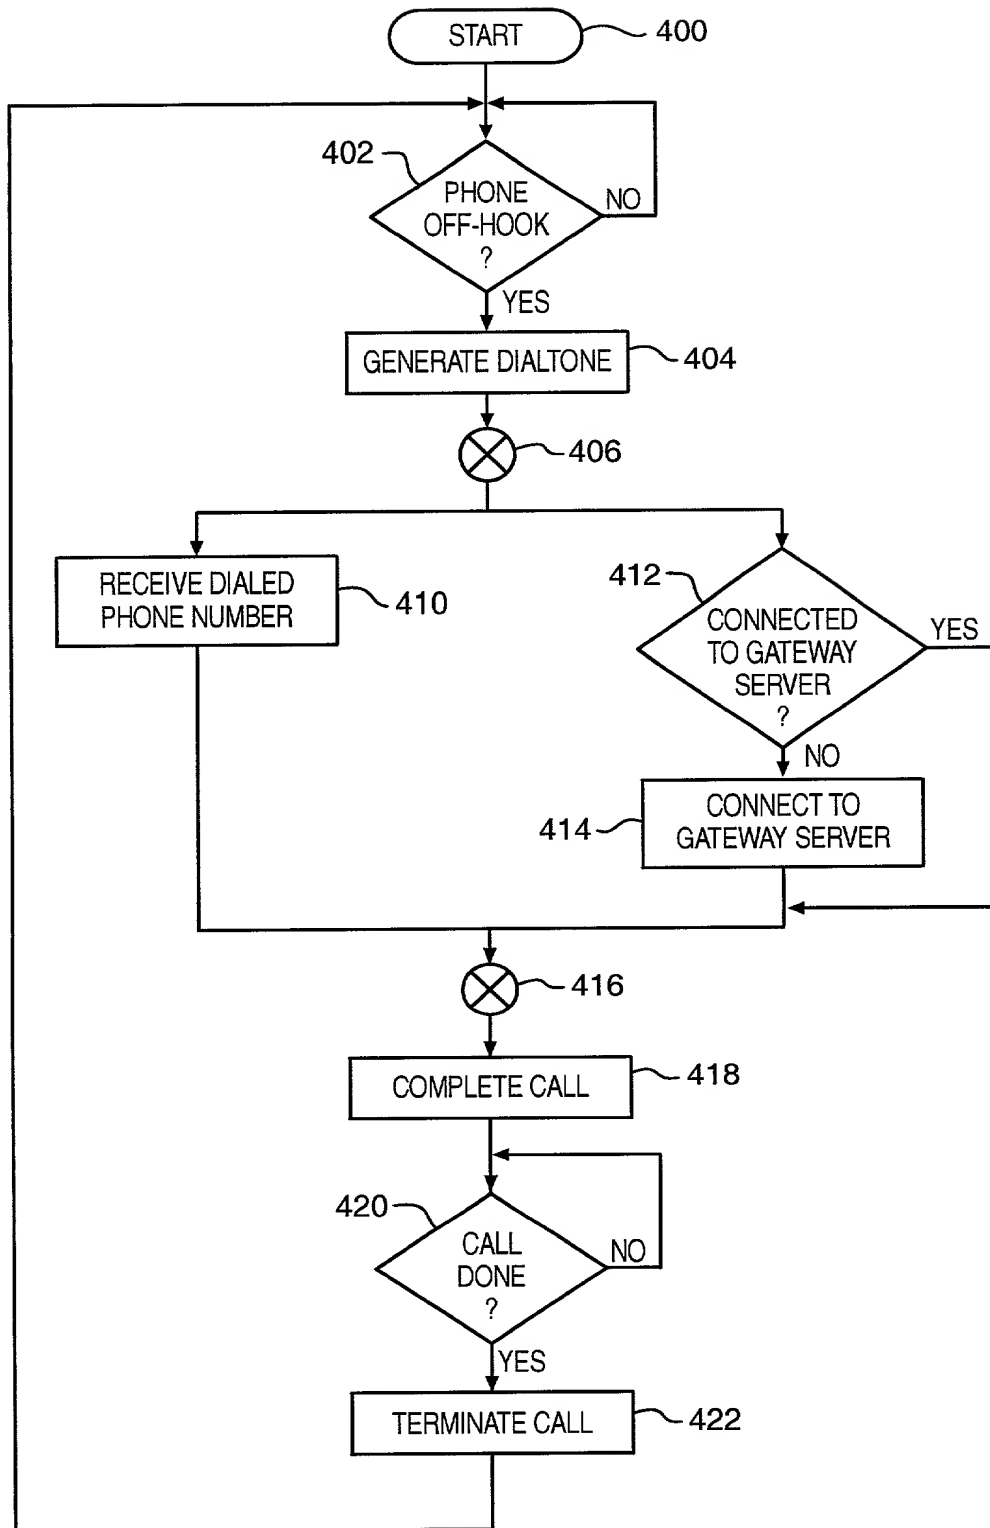 START
400
402
PHONE
OFF-HOOK
?
NO
YES
GENERATE DIALTONE
404
406
RECEIVE DIALED
PHONE NUMBER
410
412
CONNECTED
TO GATEWAY
SERVER
?
YES
NO
414
CONNECT TO
GATEWAY SERVER
416
COMPLETE CALL
418
420
CALL
DONE
?
NO
YES
TERMINATE CALL
422